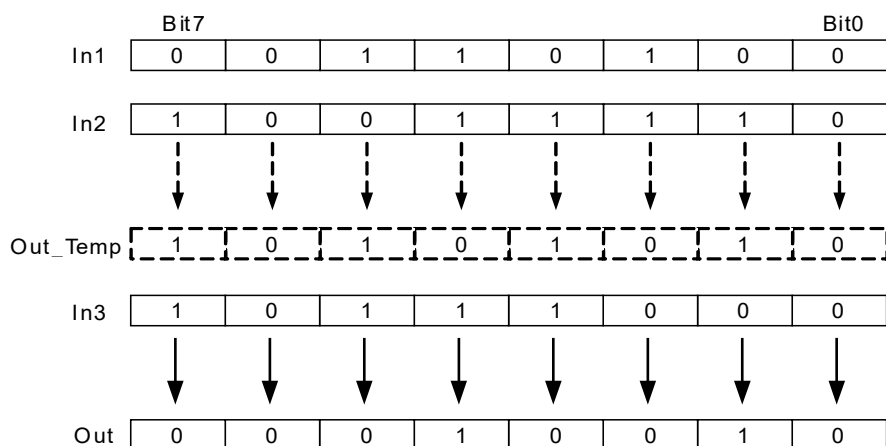 Bit7 Bit0
In1 0 0 1 1 0 1 0 0
In2 1 0 0 1 1 1 1 0
Out_Temp 1 0 1 0 1 0 1 0
In3 1 0 1 1 1 0 0 0
Out 0 0 0 1 0 0 1 0